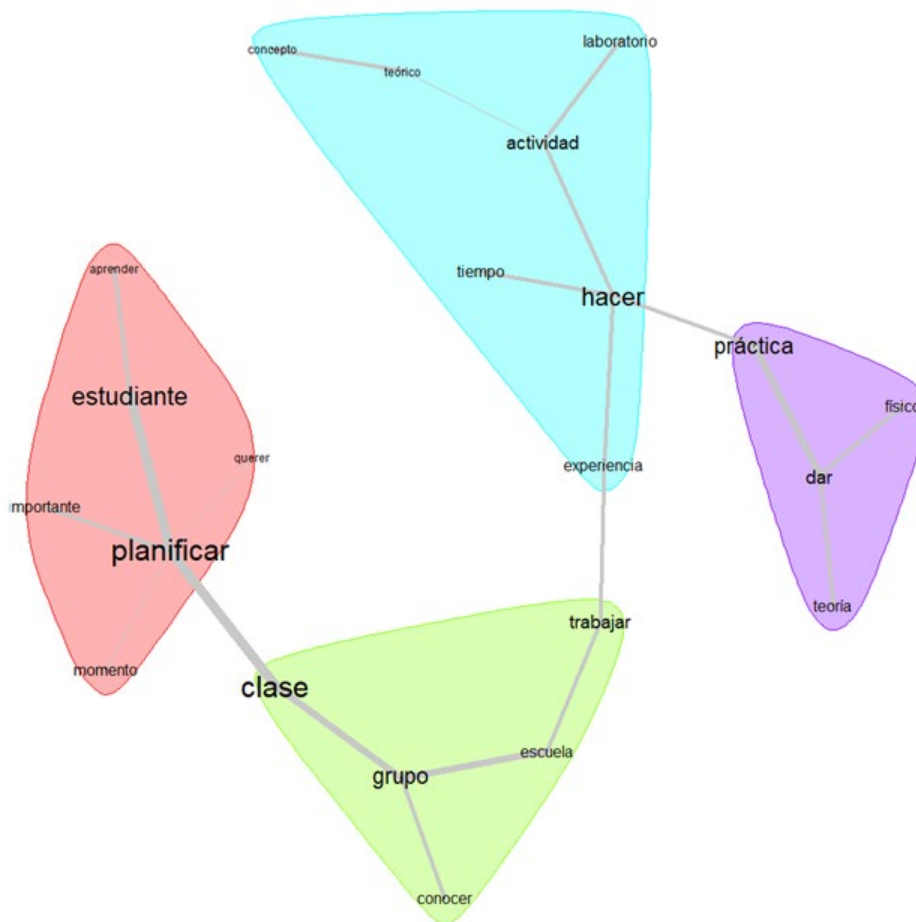 laboratorio
concepto
teórico
actividad
aprender
tiempo
hacer
práctica
estudiante
físico
querer
experiencia
dar
importante
planificar
teoría
trabajar
momento
clase
escuela
grupo
conocer